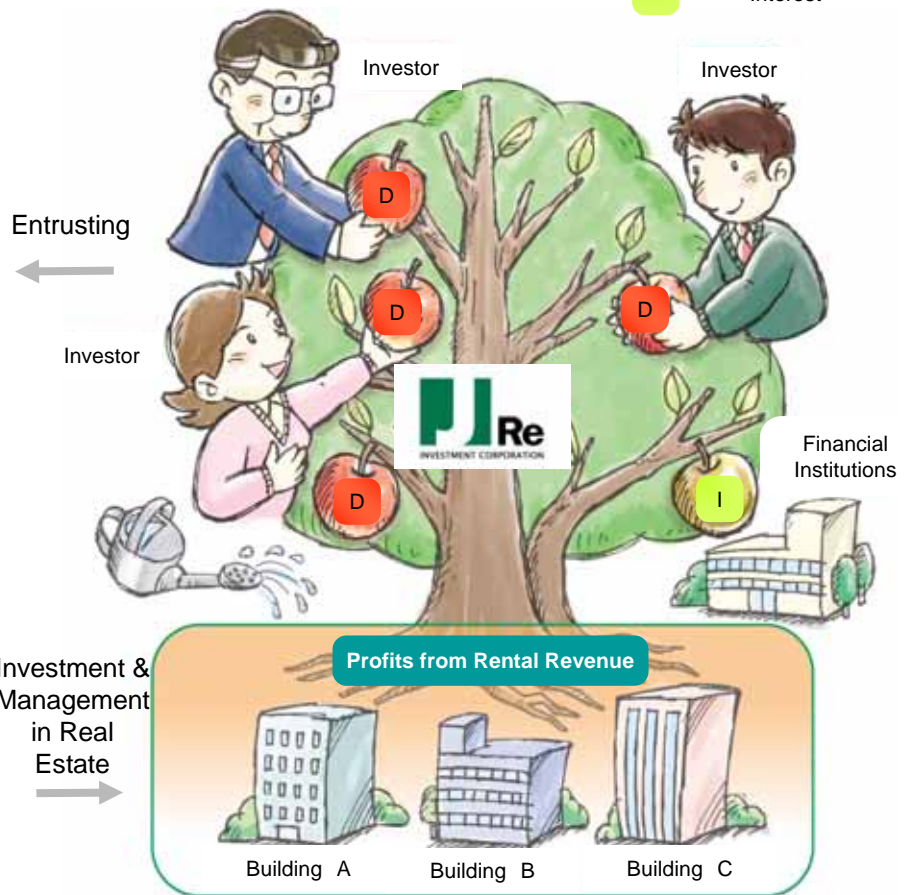 Interest
Investor
Investor
D
Entrusting
D
D
Investor
Re
INVESTMENT CORPORATION
Financial
Institutions
D
I
Profits from Rental Revenue
Investment &
Management
in Real
Estate
Building A
Building B
Building C